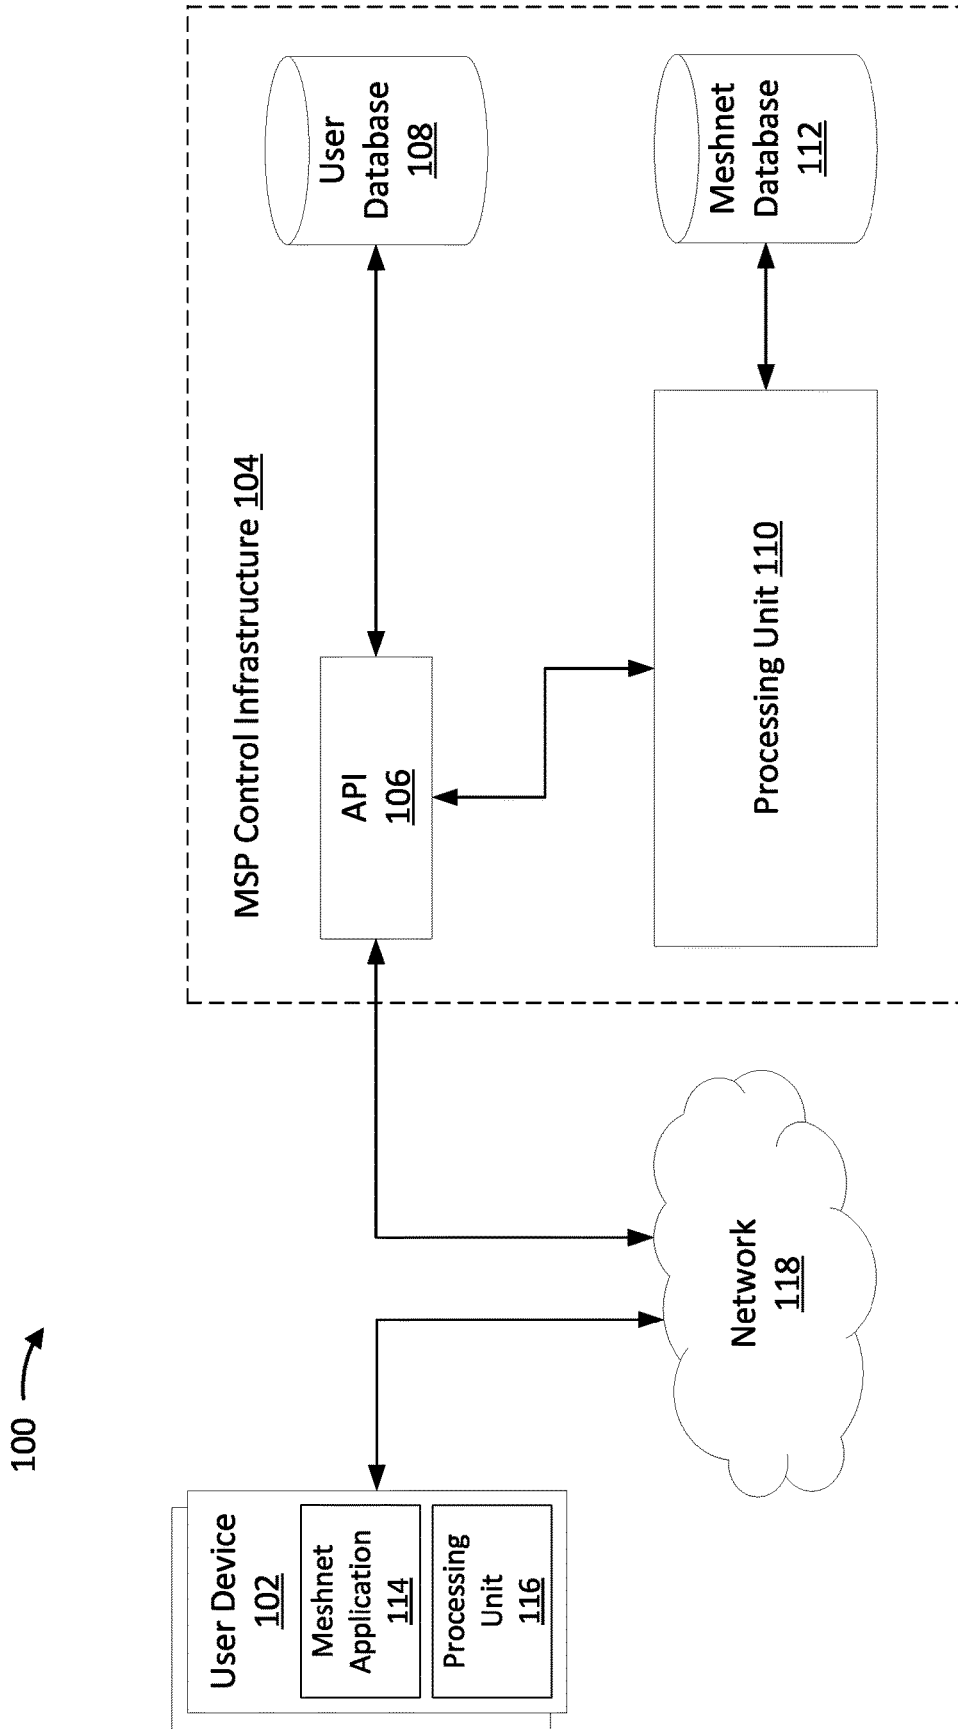 100
User Device
102
Meshnet
Application
114
Processing
Unit
116
Network
118
MSP Control Infrastructure 104
API
106
User
Database
108
Processing Unit 110
Meshnet
Database
112